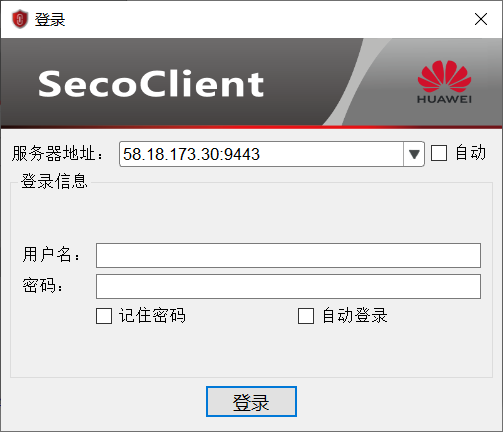 登录
SecoClient
HUAWEI
服务器地址： 58.18.173.30:9443 自动
登录信息
用户名：
密码：
记住密码 自动登录
登录